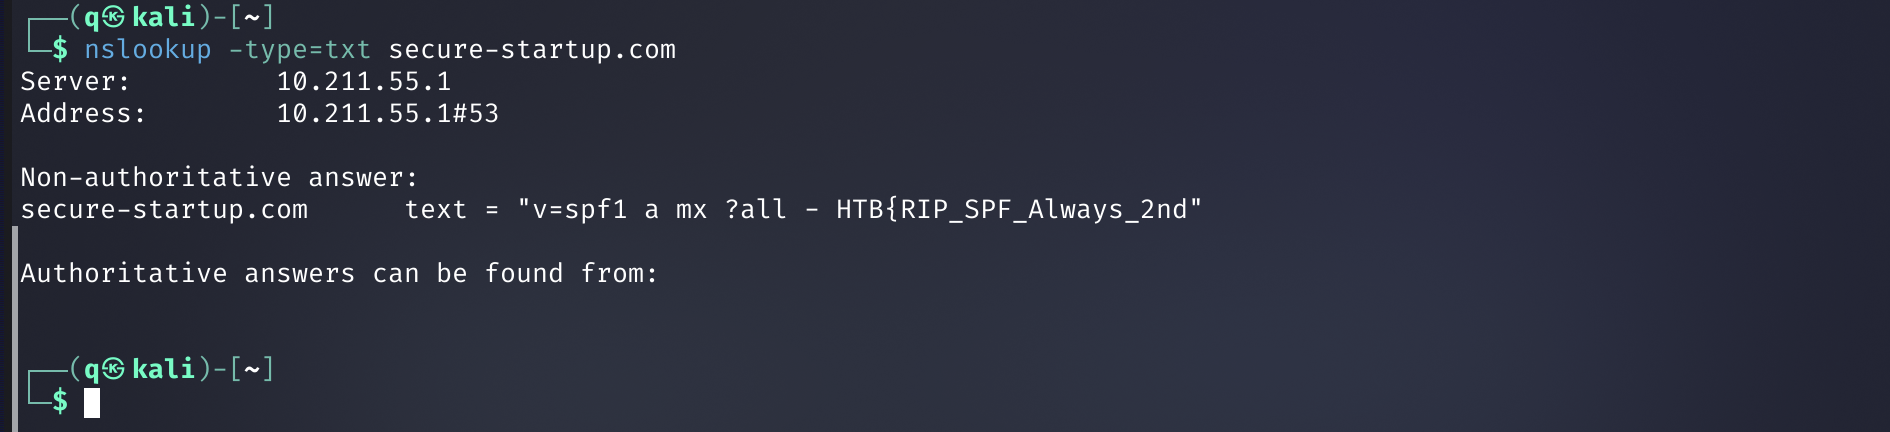 ┌──(q㉿kali)-[~]
└─$ nslookup -type=txt secure-startup.com
Server:         10.211.55.1
Address:        10.211.55.1#53
Non-authoritative answer:
secure-startup.com      text = "v=spf1 a mx ?all - HTB{RIP_SPF_Always_2nd"
Authoritative answers can be found from:
┌──(q㉿kali)-[~]
└─$